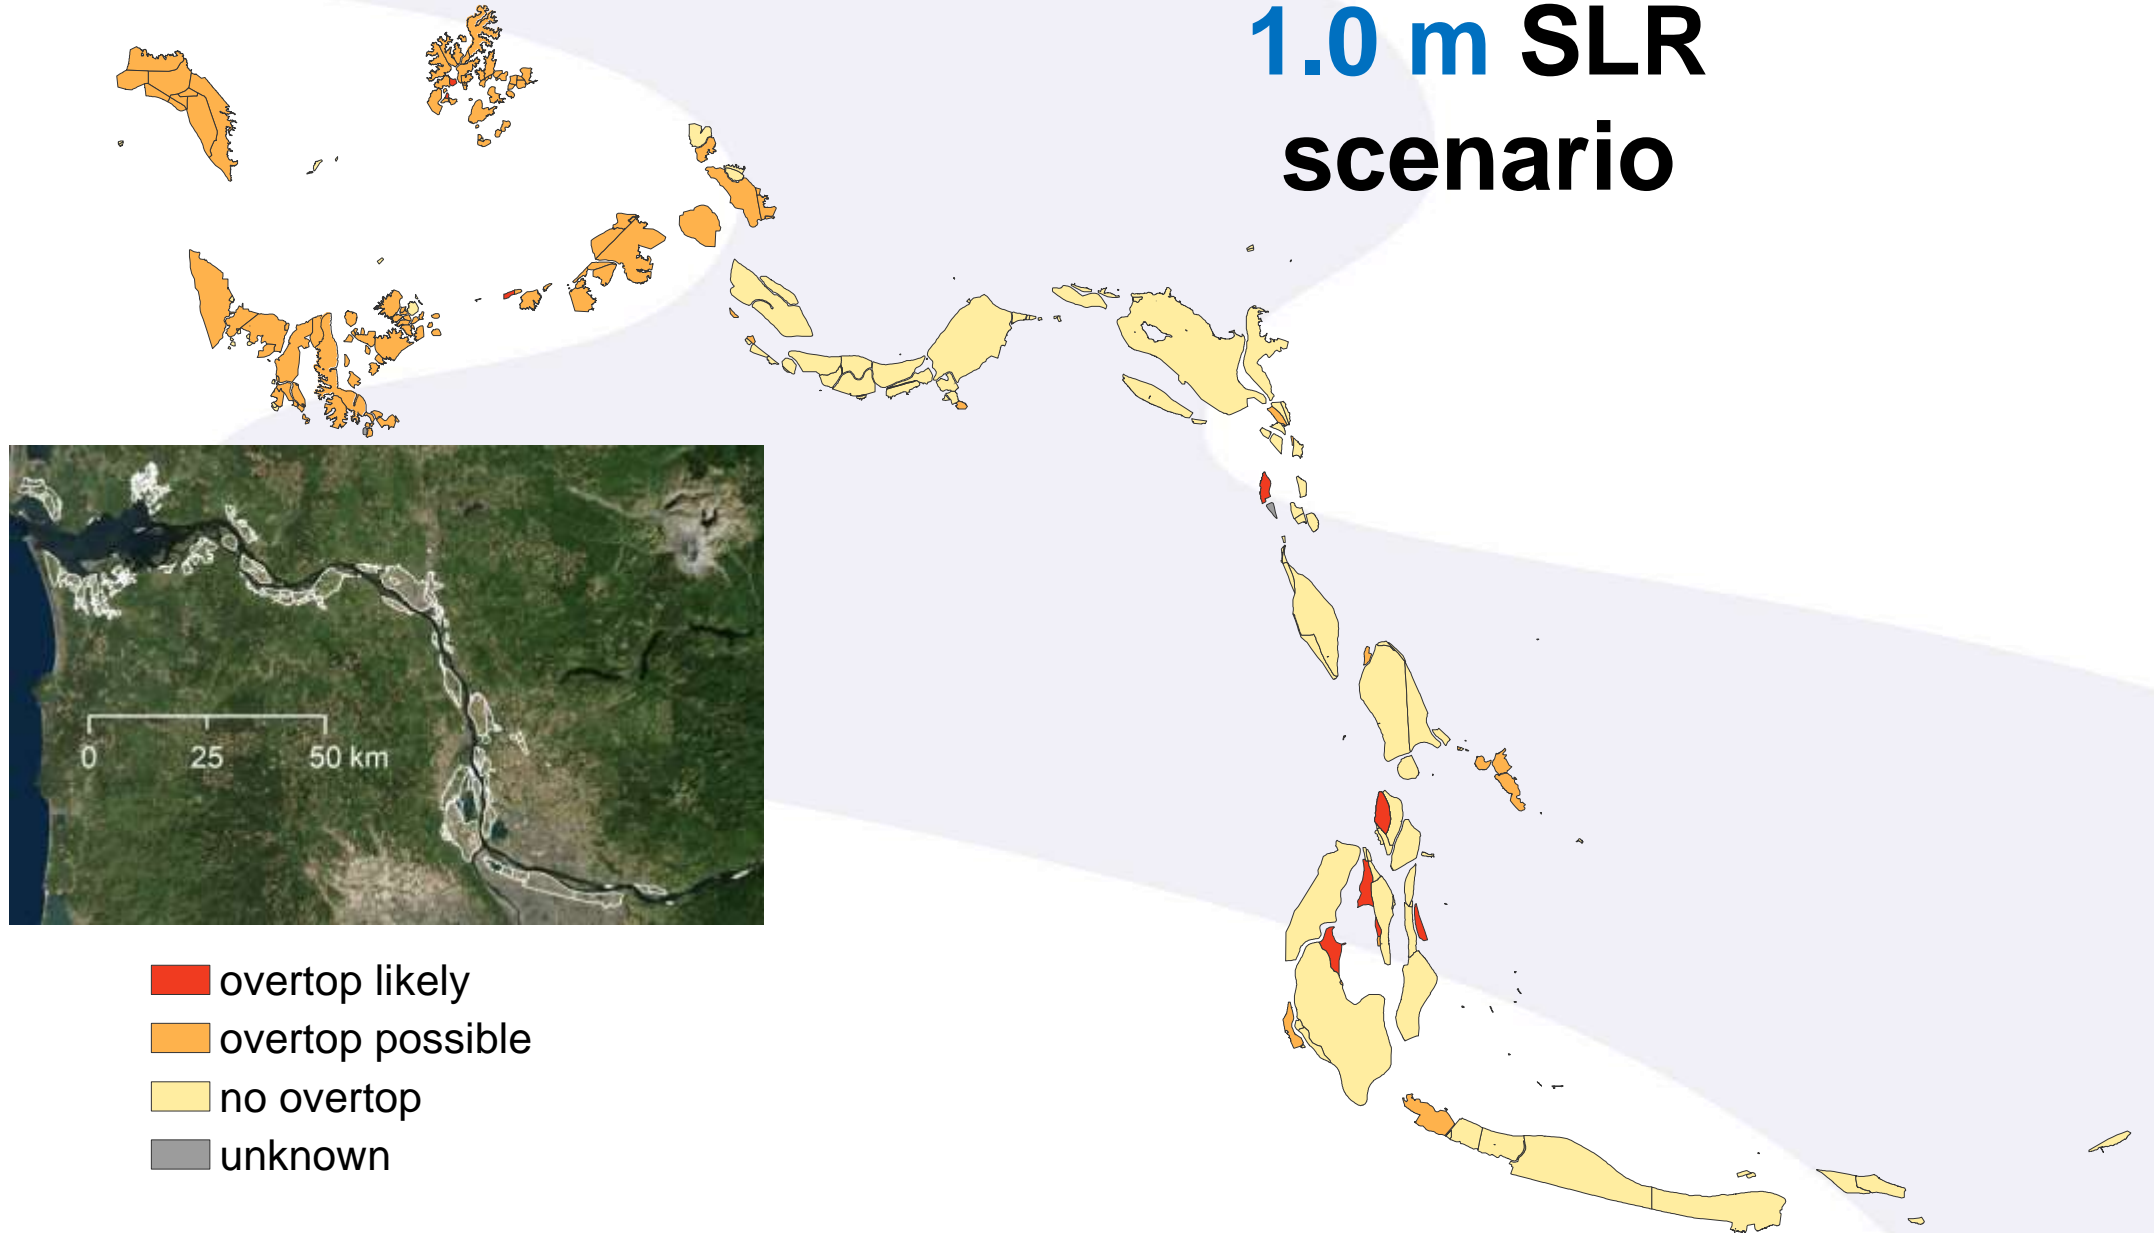 1.0 m SLR
scenario
0 25 50 km
overtop likely
overtop possible
no overtop
unknown